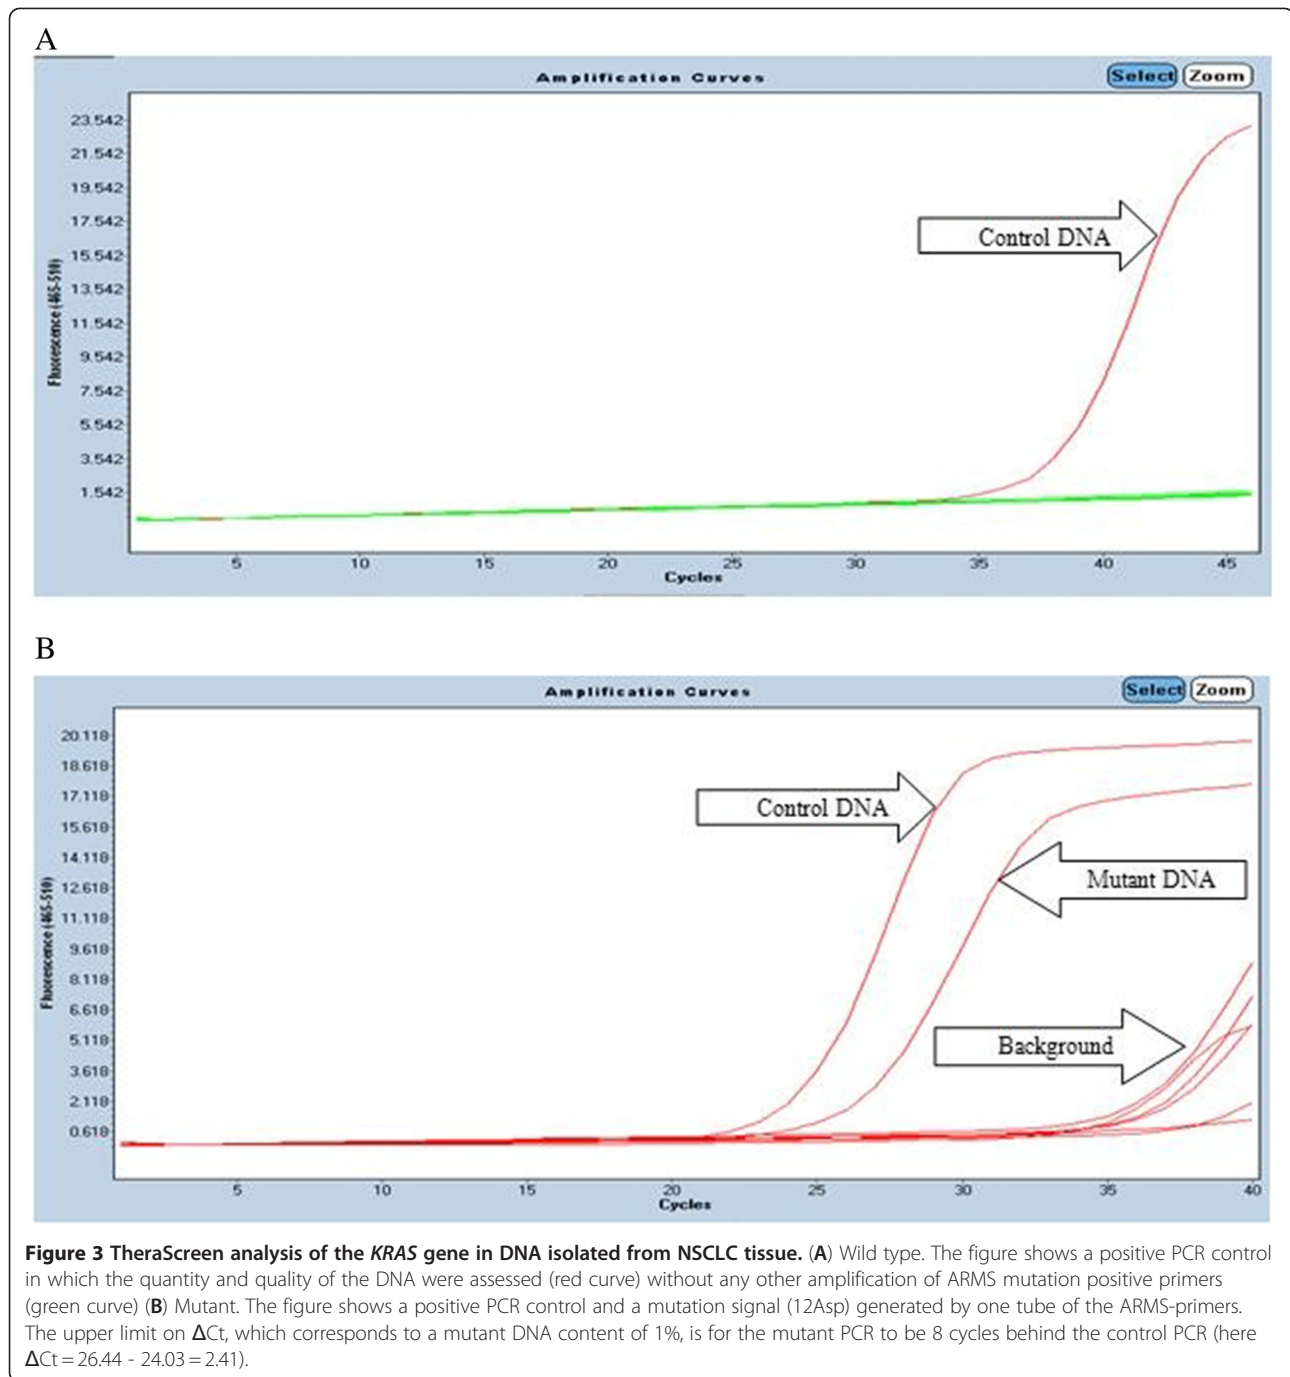 A
Amplification Curves
Select Zoom
23.542
21.542
19.542
17.542
15.542
13.542
11.542
9.542
7.542
5.542
3.542
1.542
Fluorescence (465-510)
Control DNA
5 10 15 20 25 30 35 40 45
Cycles
B
Amplification Curves
Select Zoom
20.118
18.618
17.118
15.618
14.118
12.618
11.118
9.618
8.118
6.618
5.118
3.618
2.118
0.618
Fluorescence (465-510)
Control DNA
Mutant DNA
Background
5 10 15 20 25 30 35 40
Cycles
Figure 3 TheraScreen analysis of the KRAS gene in DNA isolated from NSCLC tissue. (A) Wild type. The figure shows a positive PCR control
in which the quantity and quality of the DNA were assessed (red curve) without any other amplification of ARMS mutation positive primers
(green curve) (B) Mutant. The figure shows a positive PCR control and a mutation signal (12Asp) generated by one tube of the ARMS-primers.
The upper limit on ΔCt, which corresponds to a mutant DNA content of 1%, is for the mutant PCR to be 8 cycles behind the control PCR (here
ΔCt = 26.44 - 24.03 = 2.41).